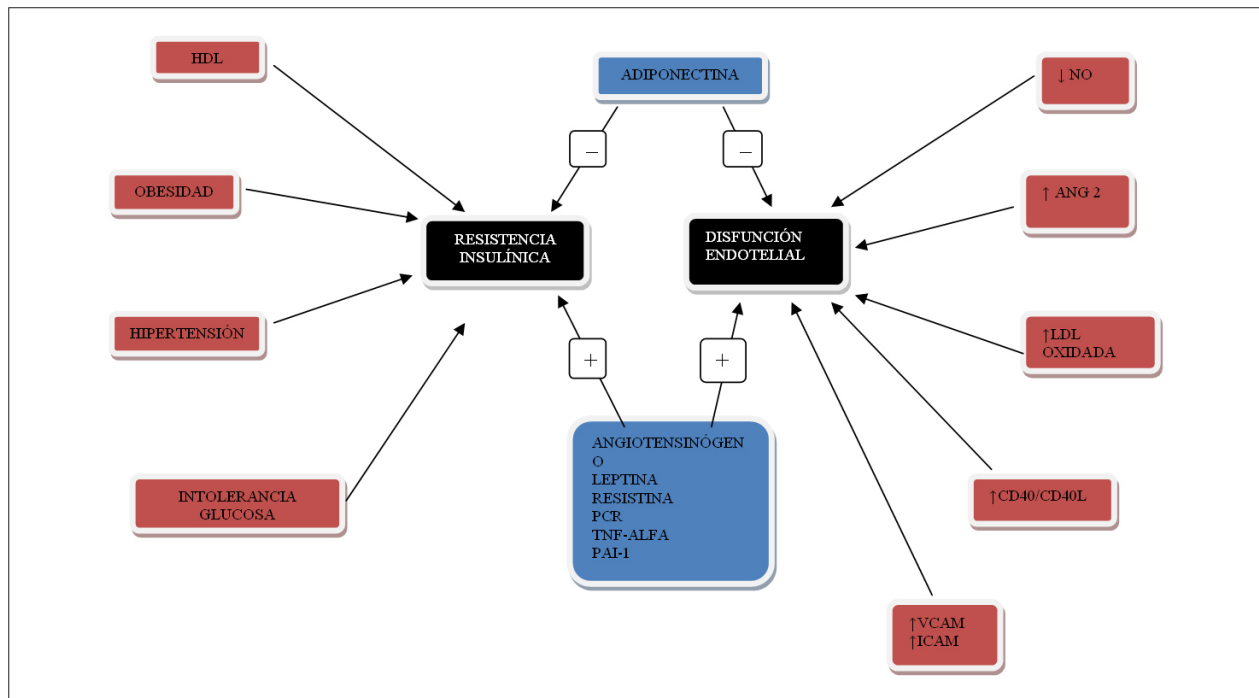 HDL
ADIPONECTINA
↓ NO
–
–
OBESIDAD
↑ ANG 2
RESISTENCIA
INSULÍNICA
DISFUNCIÓN
ENDOTELIAL
HIPERTENSIÓN
↑LDL
OXIDADA
+
+
ANGIOTENSINÓGEN
O
LEPTINA
RESISTINA
PCR
TNF-ALFA
PAI-1
INTOLERANCIA
GLUCOSA
↑CD40/CD40L
↑VCAM
↑ICAM